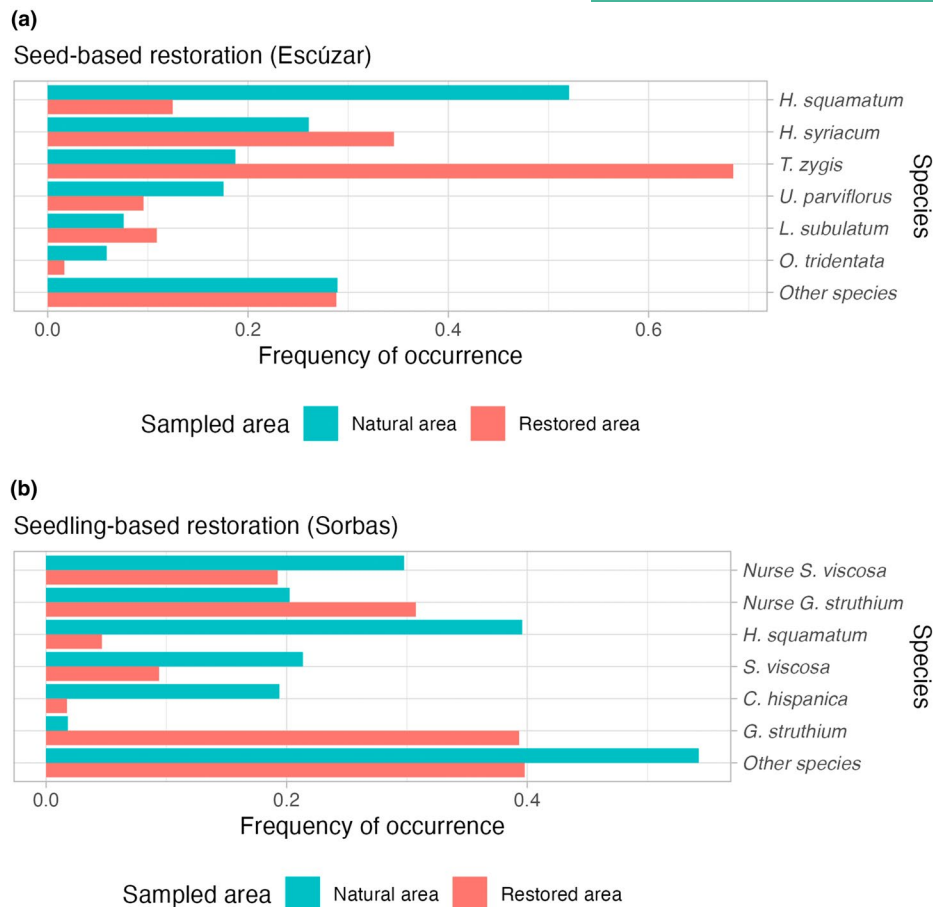 (a)
Seed-based restoration (Escúzar)
H. squamatum
H. syriacum
T. zygis
U. parviflorus
L. subulatum
O. tridentata
Other species
Species
0.0 0.2 0.4 0.6
Frequency of occurrence
Sampled area Natural area Restored area
(b)
Seedling-based restoration (Sorbas)
Nurse S. viscosa
Nurse G. struthium
H. squamatum
S. viscosa
C. hispanica
G. struthium
Other species
Species
0.0 0.2 0.4
Frequency of occurrence
Sampled area Natural area Restored area